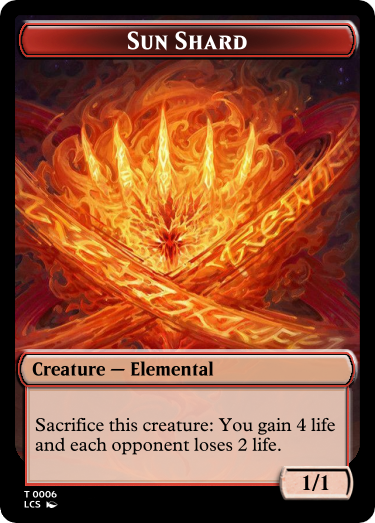 Sun Shard
Creature — Elemental
Sacrifice this creature: You gain 4 life
and each opponent loses 2 life.
1/1
T 0006
LCS